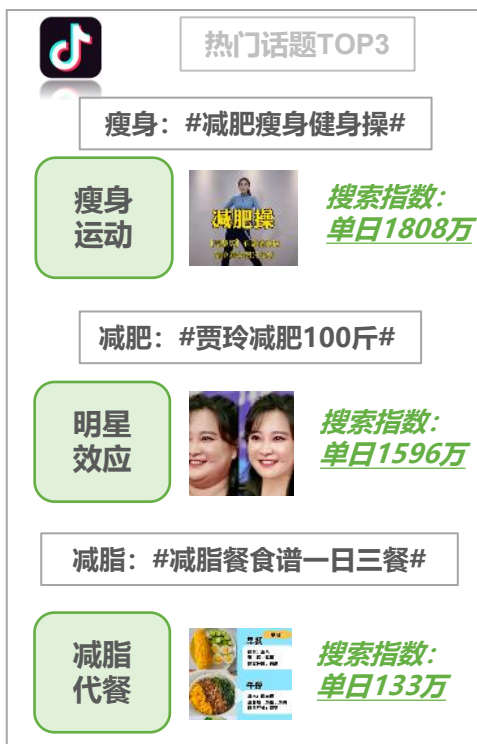 热门话题TOP3
瘦身：#减肥瘦身健身操#
瘦身
运动
减肥操
搜索指数：
单日1808万
减肥：#贾玲减肥100斤#
明星
效应
搜索指数：
单日1596万
减脂：#减脂餐食谱一日三餐#
减脂
代餐
早餐
午餐
搜索指数：
单日133万